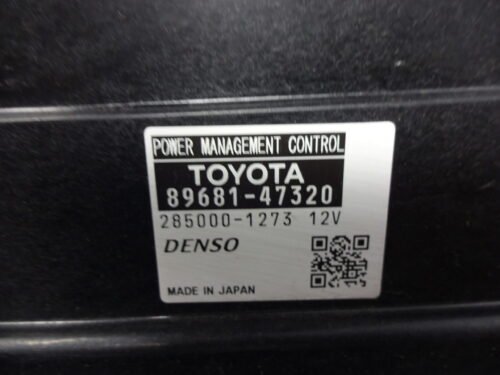 POWER MANAGEMENT CONTROL
TOYOTA
89681-47320
285000-1273 12V
DENSO
MADE IN JAPAN